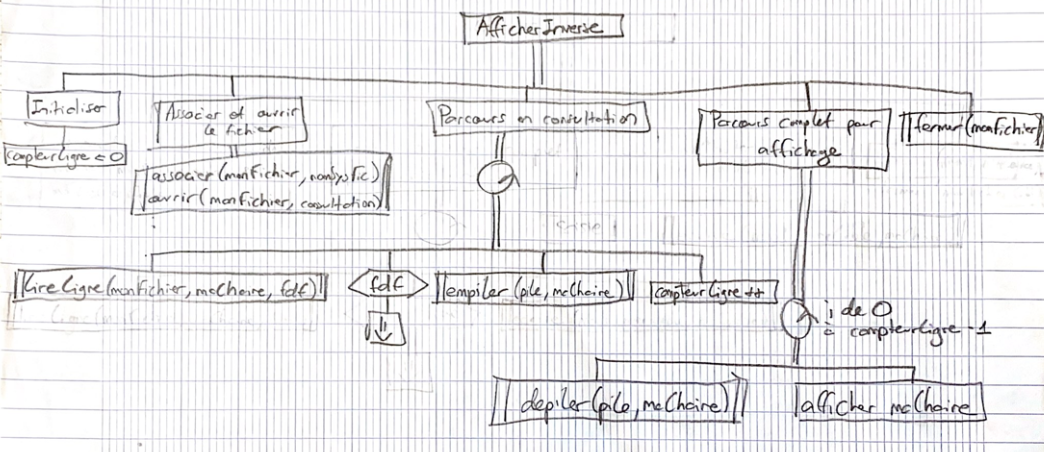 AfficherInverse
Initialiser
Associer et ouvrir
le fichier
Parcours en consultation
Parcours complet pour
affichage
fermer(monfichier)
compteurLigne = 0
associer(monfichier, nomSysFic)
ouvrir(monfichier, consultation)
lireLigne(monfichier, maChaine, fdf)
fdf
empiler(pile, maChaine)
compteurLigne ++
i de 0
à compteurLigne - 1
depiler(pile, maChaine)
afficher maChaine